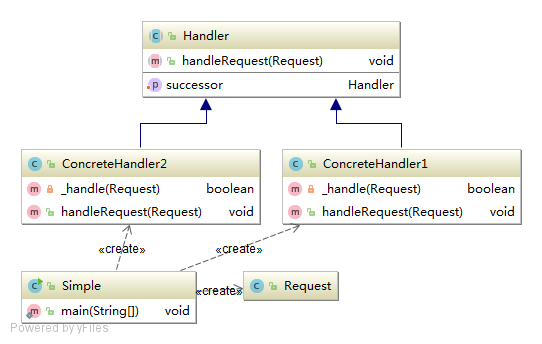 Handler
handleRequest(Request) void
successor Handler
ConcreteHandler2
_handle(Request) boolean
handleRequest(Request) void
ConcreteHandler1
_handle(Request) boolean
handleRequest(Request) void
«create»
«create»
Simple
main(String[]) void
«create»
Request
Powered by yFiles